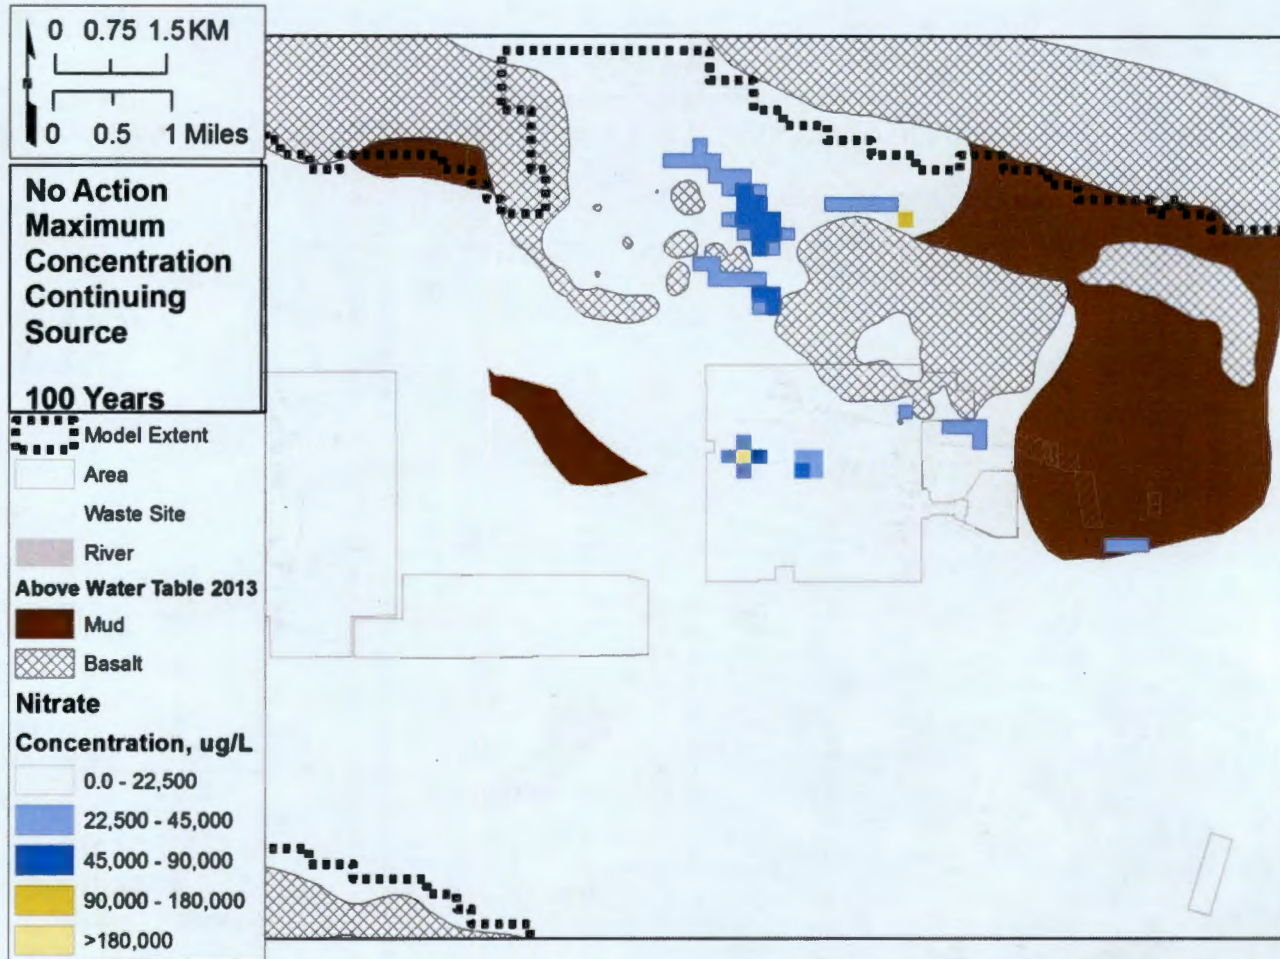 0 0.75 1.5KM
0 0.5 1 Miles
No Action
Maximum
Concentration
Continuing
Source
100 Years
Model Extent
Area
Waste Site
River
Above Water Table 2013
Mud
Basalt
Nitrate
Concentration, ug/L
0.0 - 22,500
22,500 - 45,000
45,000 - 90,000
90,000 - 180,000
>180,000